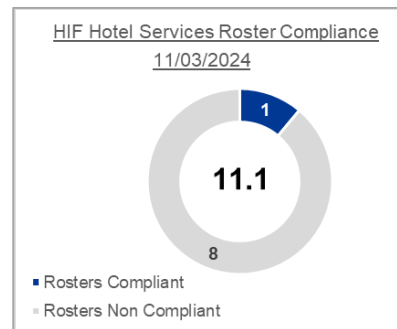 HIF Hotel Services Roster Compliance
11/03/2024
1
11.1
8
Rosters Compliant
Rosters Non Compliant